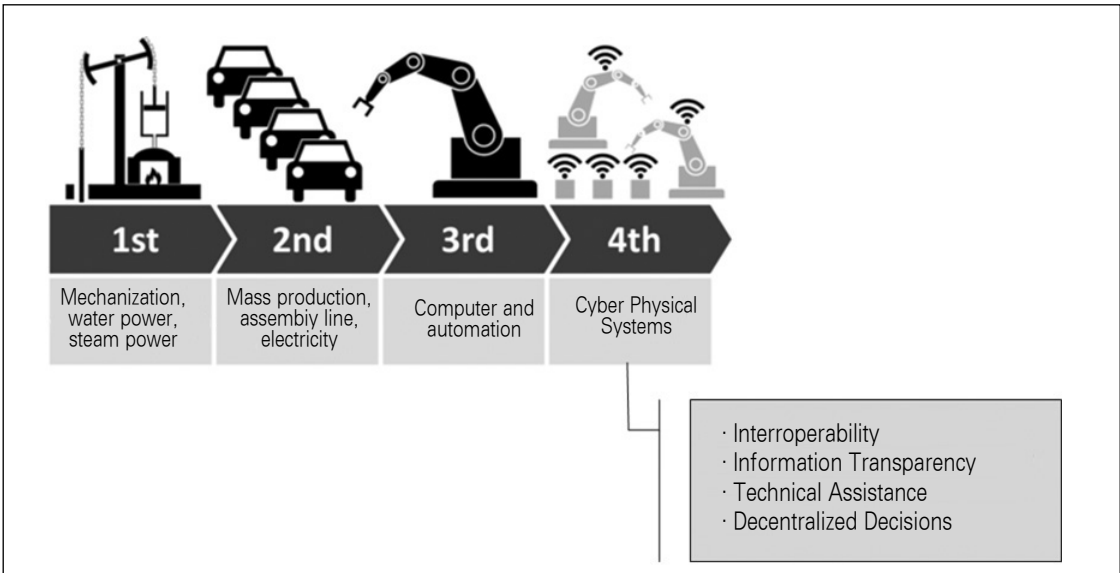 1st
2nd
3rd
4th
Mechanization,
water power,
steam power
Mass production,
assembiy line,
electricity
Computer and
automation
Cyber Physical
Systems
· Interroperability
· Information Transparency
· Technical Assistance
· Decentralized Decisions